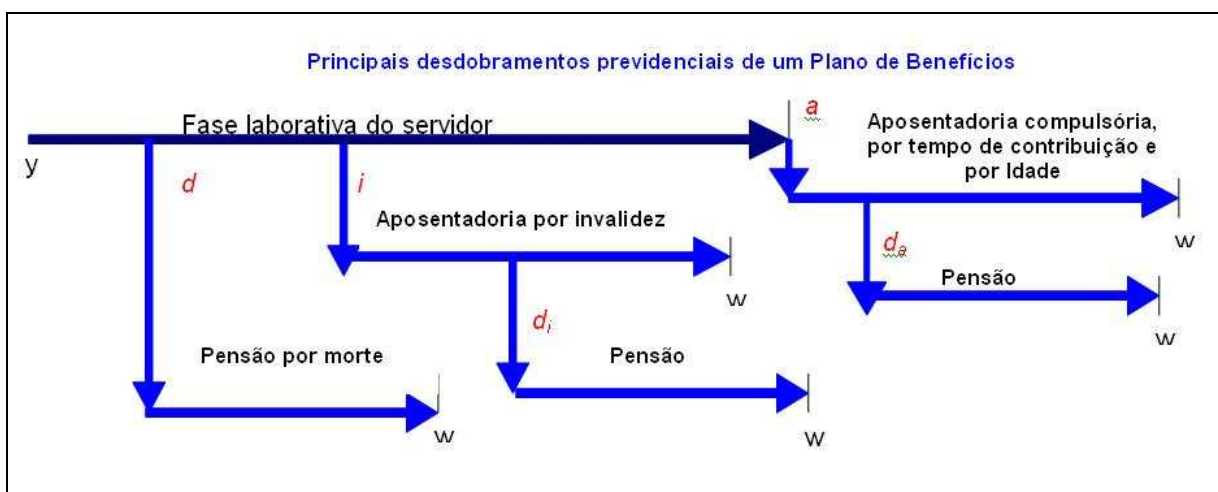 Principais desdobramentos previdenciais de um Plano de Benefícios
Fase laborativa do servidor
a
Aposentadoria compulsória,
por tempo de contribuição e
por Idade
y
d
i
Aposentadoria por invalidez
w
da
Pensão
w
w
di
Pensão por morte
Pensão
w
w